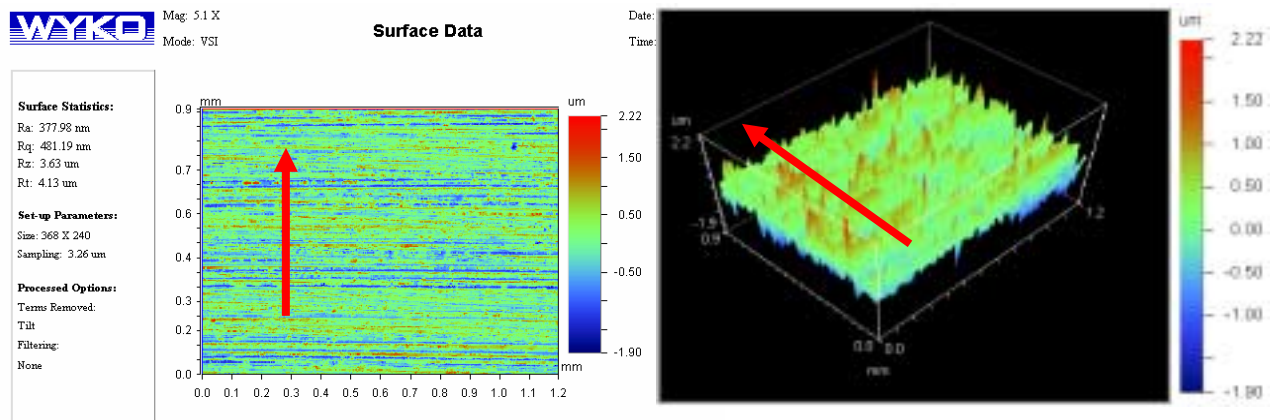 WYKO
Mag: 5.1 X
Mode: VSI
Surface Data
Date:
Time:
Surface Statistics:
Ra: 377.98 nm
Rq: 481.19 nm
Rz: 3.63 um
Rt: 4.13 um
Set-up Parameters:
Size: 368 X 240
Sampling: 3.26 um
Processed Options:
Terms Removed:
Tilt
Filtering:
None
mm
0.9
0.7
0.6
0.4
0.3
0.2
0.0
0.0 0.1 0.2 0.3 0.4 0.5 0.6 0.7 0.8 0.9 1.0 1.1 1.2
mm
um
2.22
1.50
0.50
-0.50
-1.90
um
2.2
-1.9
0.9
0.0 0.0
mm
1.2
um
2.22
1.50
1.00
0.50
0.00
-0.50
-1.00
-1.90